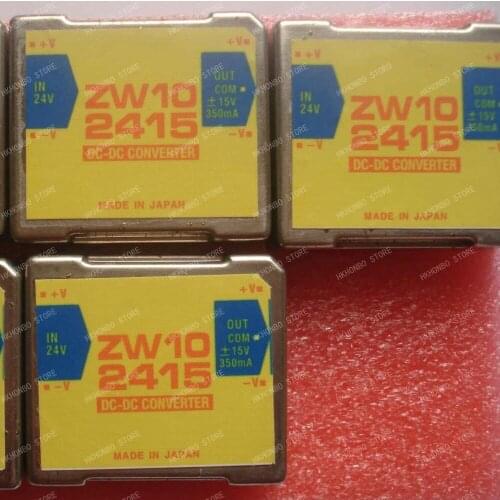 +V
+V
IN
24V
ZW10
2415
OUT
COM
±15V
350mA
-V
-V
DC-DC CONVERTER
MADE IN JAPAN
+V
+V
IN
24V
ZW10
2415
OUT
COM
±15V
350mA
-V
-V
DC-DC CONVERTER
MADE IN JAPAN
+V
+V
IN
24V
ZW10
2415
OUT
COM
±15V
350mA
-V
-V
DC-DC CONVERTER
MADE IN JAPAN
HKHONBO STORE